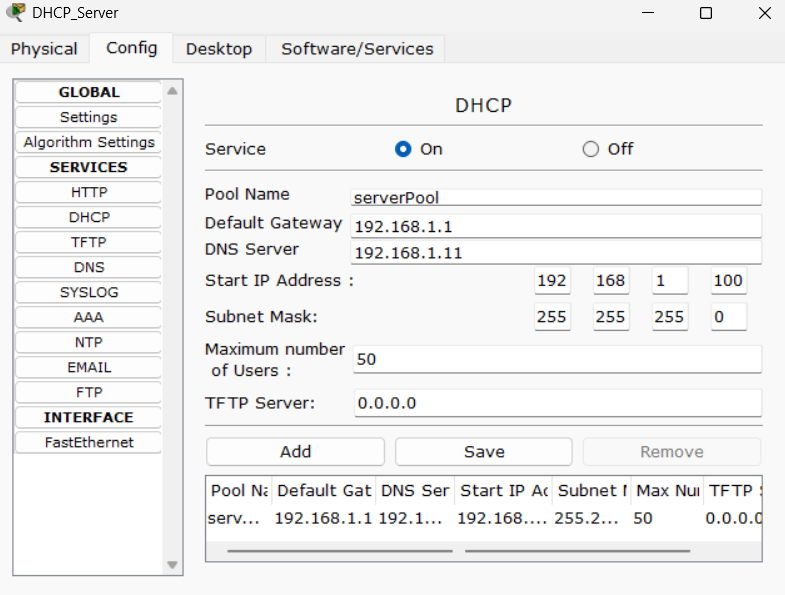 DHCP_Server
Physical Config Desktop Software/Services
GLOBAL
Settings
Algorithm Settings
SERVICES
HTTP
DHCP
TFTP
DNS
SYSLOG
AAA
NTP
EMAIL
FTP
INTERFACE
FastEthernet
DHCP
Service On Off
Pool Name serverPool
Default Gateway 192.168.1.1
DNS Server 192.168.1.11
Start IP Address : 192 168 1 100
Subnet Mask: 255 255 255 0
Maximum number
of Users : 50
TFTP Server: 0.0.0.0
Add Save Remove
Pool Na Default Gat DNS Ser Start IP Ac Subnet Max Nu TFTP
serv... 192.168.1.1 192.1... 192.168.... 255.2... 50 0.0.0.0